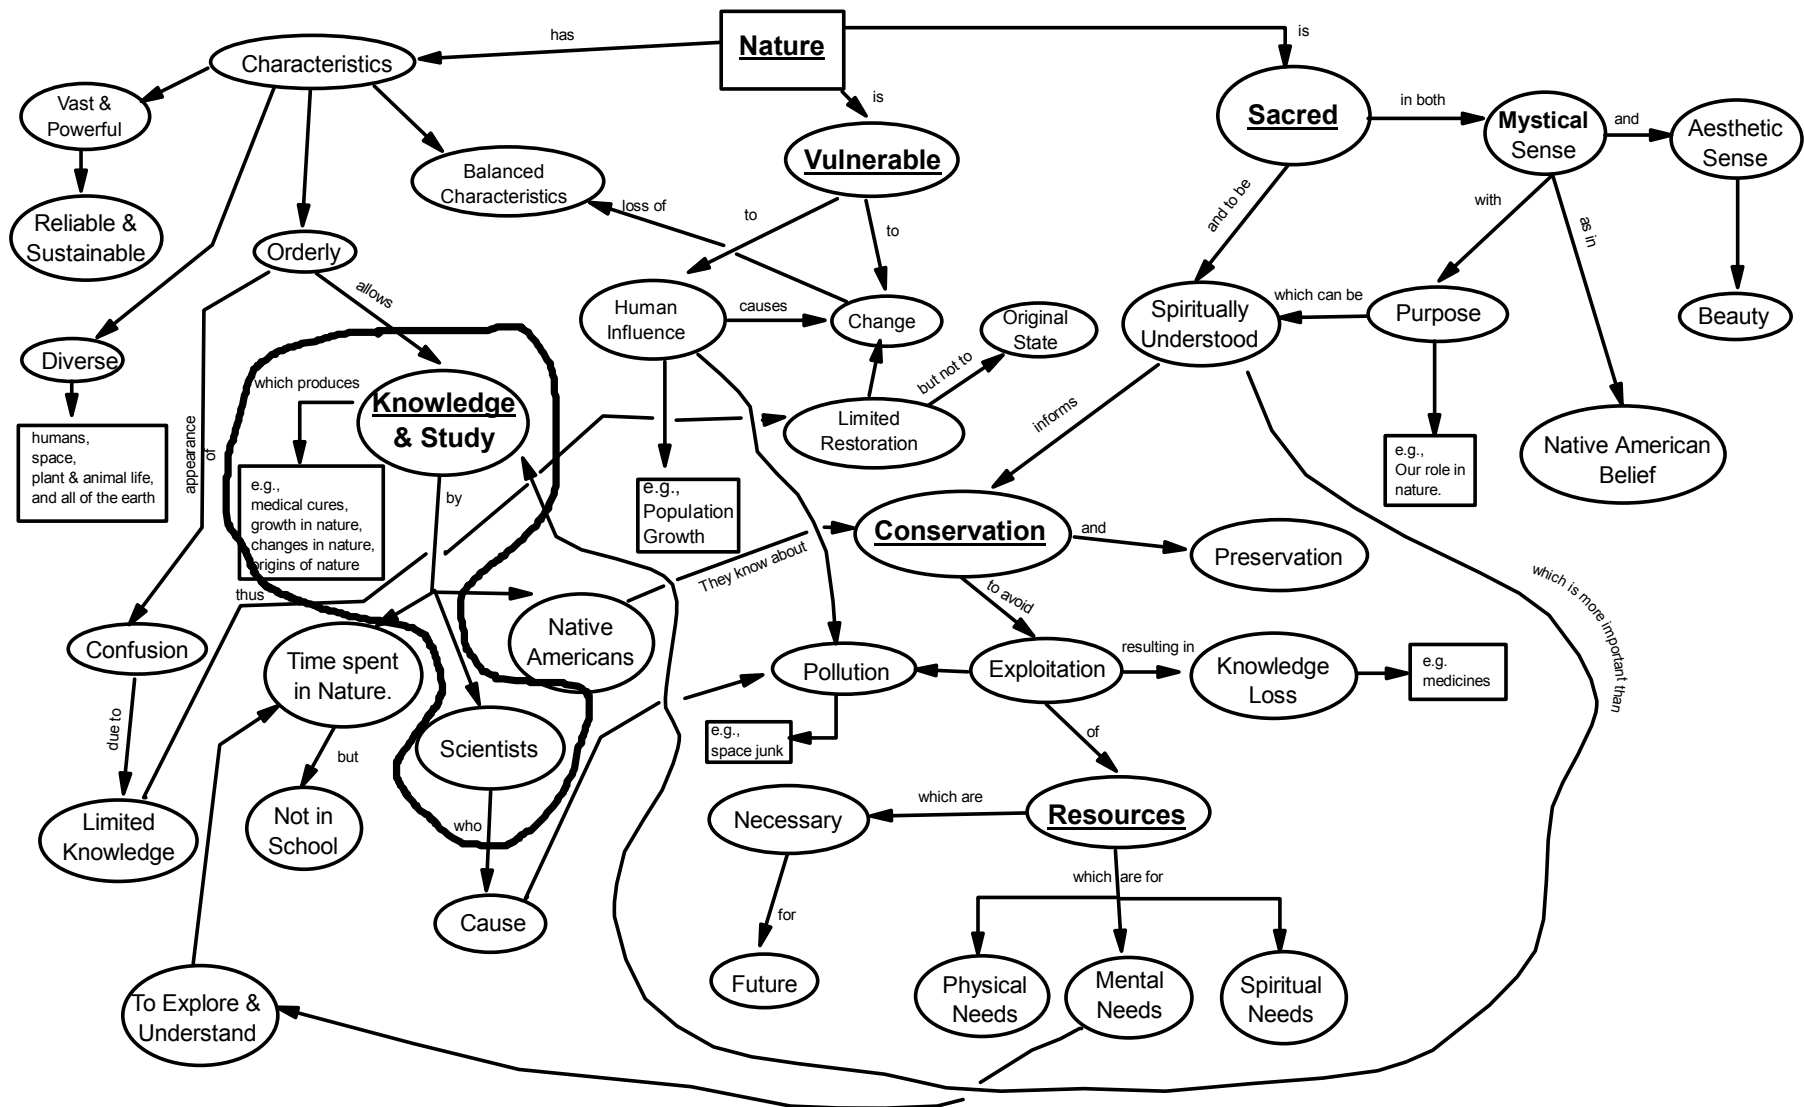 Nature
has
is
is
Characteristics
Vast &
Powerful
Reliable &
Sustainable
Balanced
Characteristics
Vulnerable
Sacred
in both
Mystical
Sense
and
Aesthetic
Sense
loss of
to
to
and to be
with
as in
Orderly
allows
Human
Influence
causes
Change
Original
State
Spiritually
Understood
which can be
Purpose
Beauty
Diverse
which produces
Knowledge
& Study
but not to
Limited
Restoration
informs
humans,
space,
plant & animal life,
and all of the earth
appearance
of
e.g.,
medical cures,
growth in nature,
changes in nature,
origins of nature
by
e.g.,
Population
Growth
e.g.,
Our role in
nature.
Native American
Belief
They know about
Conservation
and
Preservation
to avoid
which is more important than
thus
Confusion
Time spent
in Nature.
Native
Americans
Pollution
Exploitation
resulting in
Knowledge
Loss
e.g.
medicines
due to
but
Scientists
e.g.,
space junk
of
Limited
Knowledge
Not in
School
who
Necessary
which are
Resources
which are for
Cause
for
Future
Physical
Needs
Mental
Needs
Spiritual
Needs
To Explore &
Understand